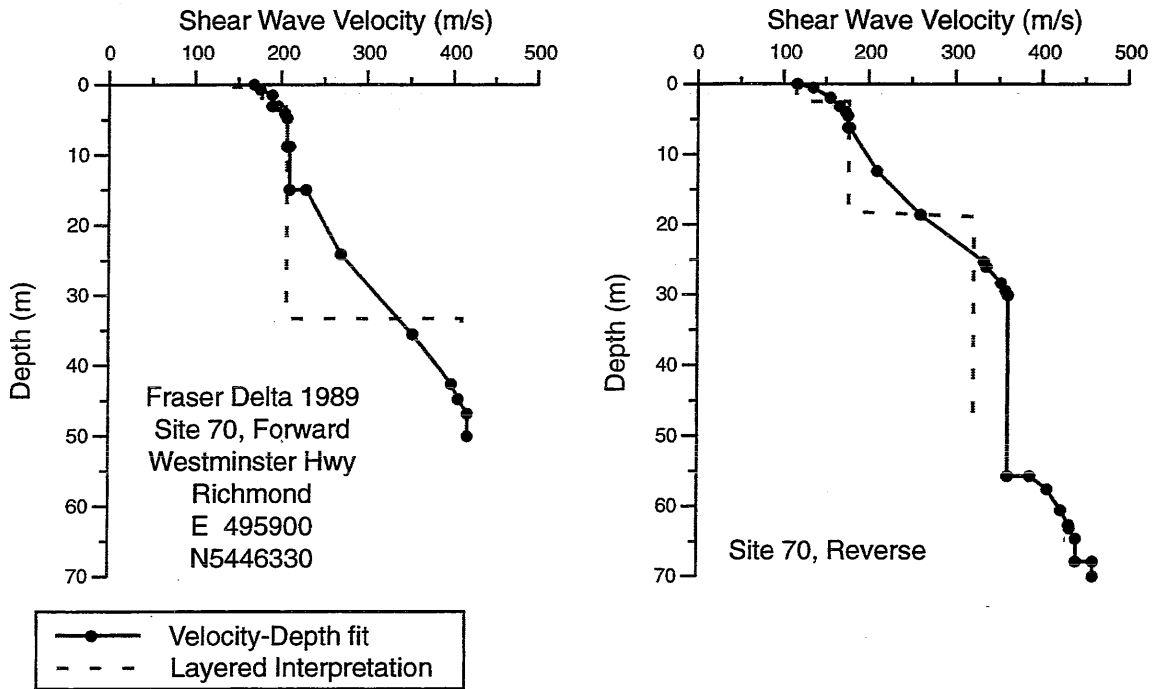 Shear Wave Velocity (m/s)
0 100 200 300 400 500
0
10
20
30
40
50
60
70
Depth (m)
Fraser Delta 1989
Site 70, Forward
Westminster Hwy
Richmond
E 495900
N5446330
Shear Wave Velocity (m/s)
0 100 200 300 400 500
0
10
20
30
40
50
60
70
Depth (m)
Site 70, Reverse
Velocity-Depth fit
Layered Interpretation